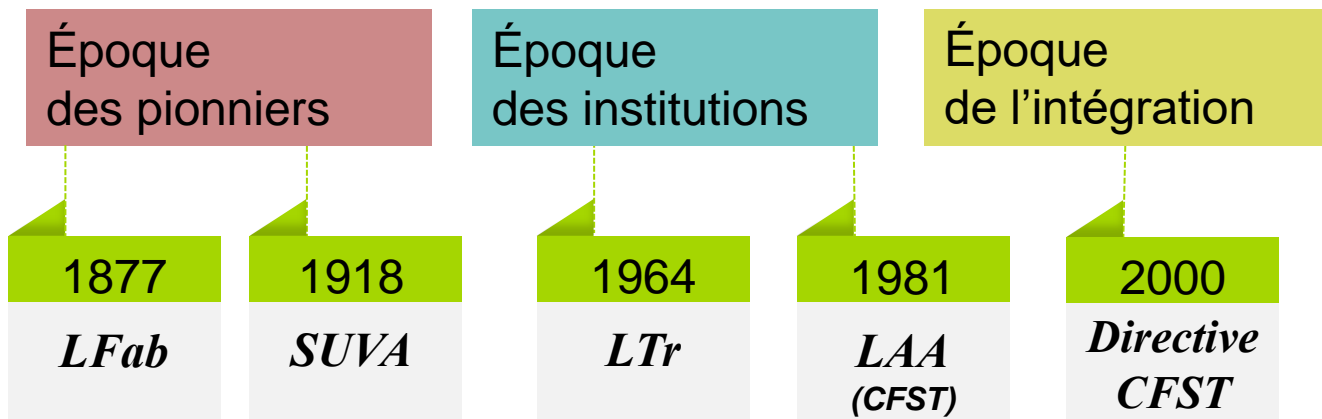 Époque
des pionniers
Époque
des institutions
Époque
de l’intégration
1877
LFab
1918
SUVA
1964
LTr
1981
LAA
(CFST)
2000
Directive
CFST